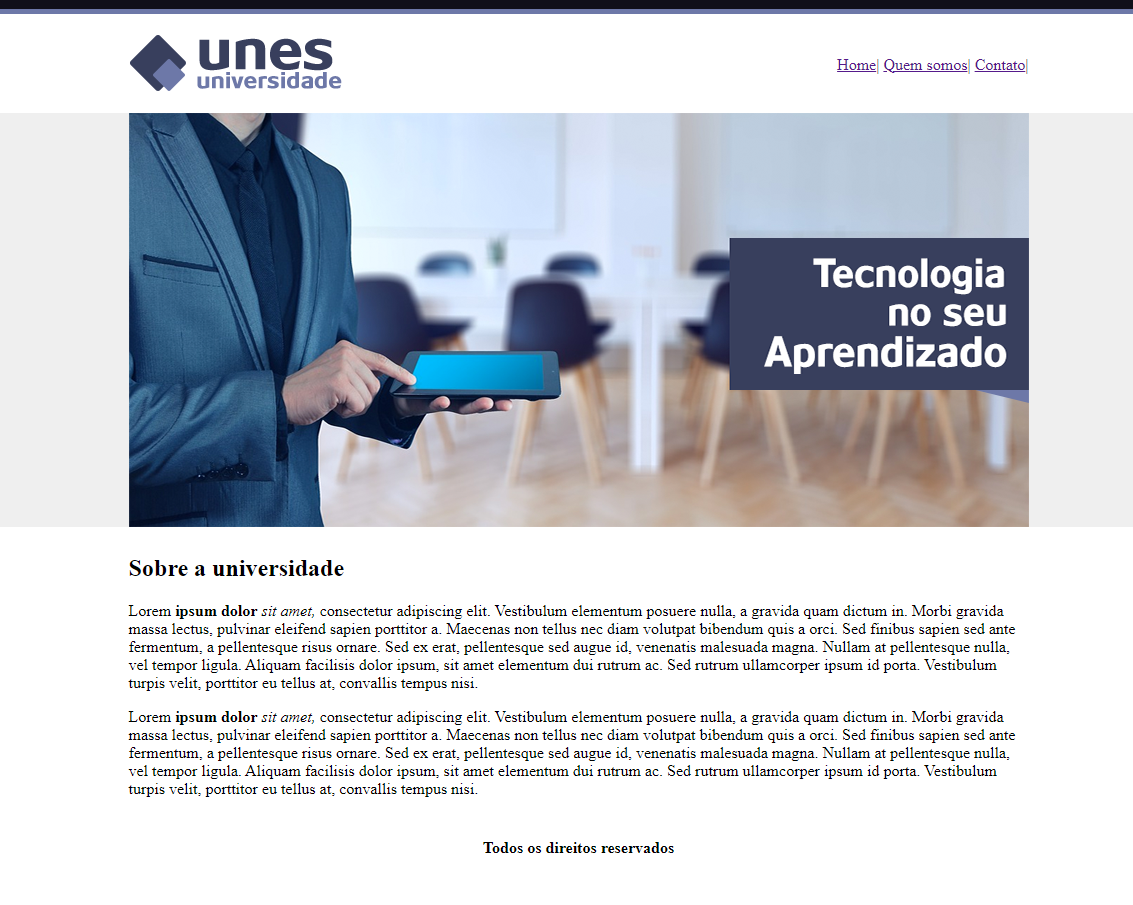 unes
universidade
Home| Quem somos| Contato|
Tecnologia
no seu
Aprendizado
Sobre a universidade
Lorem ipsum dolor sit amet, consectetur adipiscing elit. Vestibulum elementum posuere nulla, a gravida quam dictum in. Morbi gravida
massa lectus, pulvinar eleifend sapien porttitor a. Maecenas non tellus nec diam volutpat bibendum quis a orci. Sed finibus sapien sed ante
fermentum, a pellentesque risus ornare. Sed ex erat, pellentesque sed augue id, venenatis malesuada magna. Nullam at pellentesque nulla,
vel tempor ligula. Aliquam facilisis dolor ipsum, sit amet elementum dui rutrum ac. Sed rutrum ullamcorper ipsum id porta. Vestibulum
turpis velit, porttitor eu tellus at, convallis tempus nisi.
Lorem ipsum dolor sit amet, consectetur adipiscing elit. Vestibulum elementum posuere nulla, a gravida quam dictum in. Morbi gravida
massa lectus, pulvinar eleifend sapien porttitor a. Maecenas non tellus nec diam volutpat bibendum quis a orci. Sed finibus sapien sed ante
fermentum, a pellentesque risus ornare. Sed ex erat, pellentesque sed augue id, venenatis malesuada magna. Nullam at pellentesque nulla,
vel tempor ligula. Aliquam facilisis dolor ipsum, sit amet elementum dui rutrum ac. Sed rutrum ullamcorper ipsum id porta. Vestibulum
turpis velit, porttitor eu tellus at, convallis tempus nisi.
Todos os direitos reservados